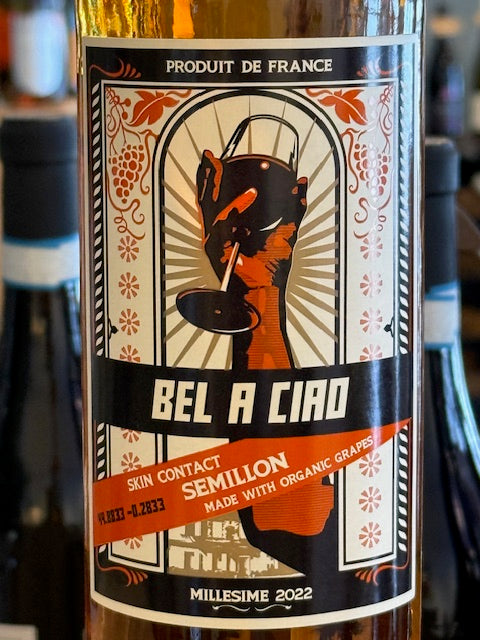 PRODUIT DE FRANCE
BEL A CIAO
SKIN CONTACT
SEMILLON
MADE WITH ORGANIC GRAPES
44.8833 -0.2833
MILLESIME 2022